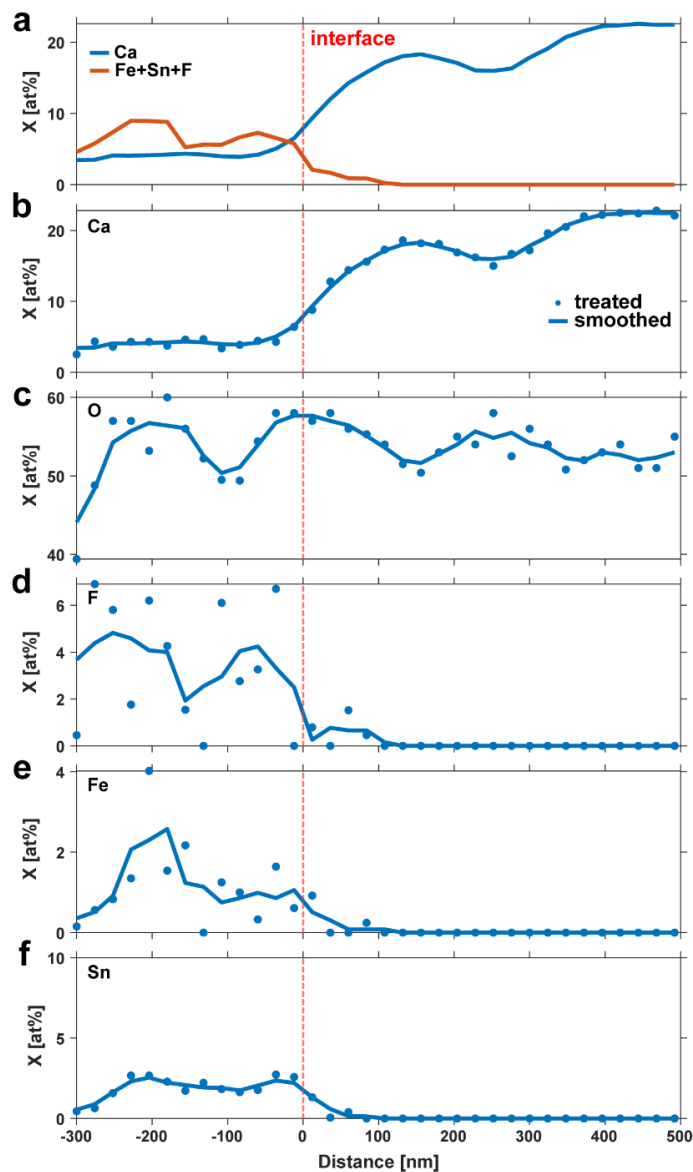 a
interface
Ca
Fe+Sn+F
X [at%]
20
10
0
b
Ca
treated
smoothed
X [at%]
20
10
0
c
O
X [at%]
60
50
40
d
F
X [at%]
6
4
2
0
e
Fe
X [at%]
4
2
0
f
Sn
X [at%]
10
5
0
-300 -200 -100 0 100 200 300 400 500
Distance [nm]